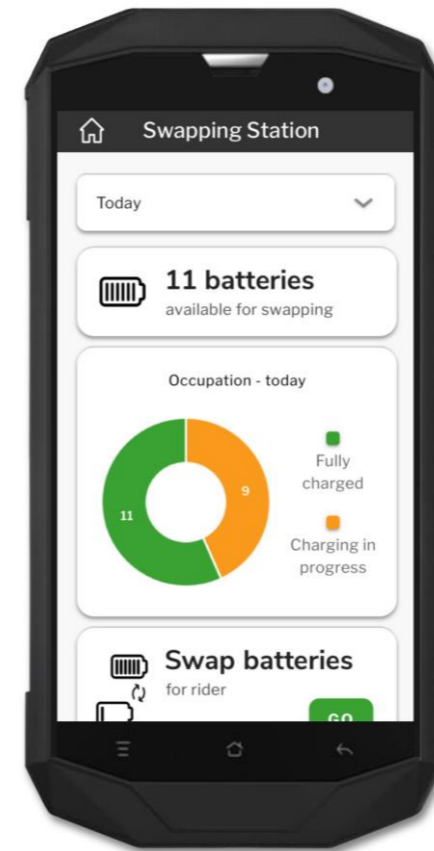 Swapping Station
Today
11 batteries
available for swapping
Occupation - today
11
9
Fully
charged
Charging in
progress
Swap batteries
for rider
GO